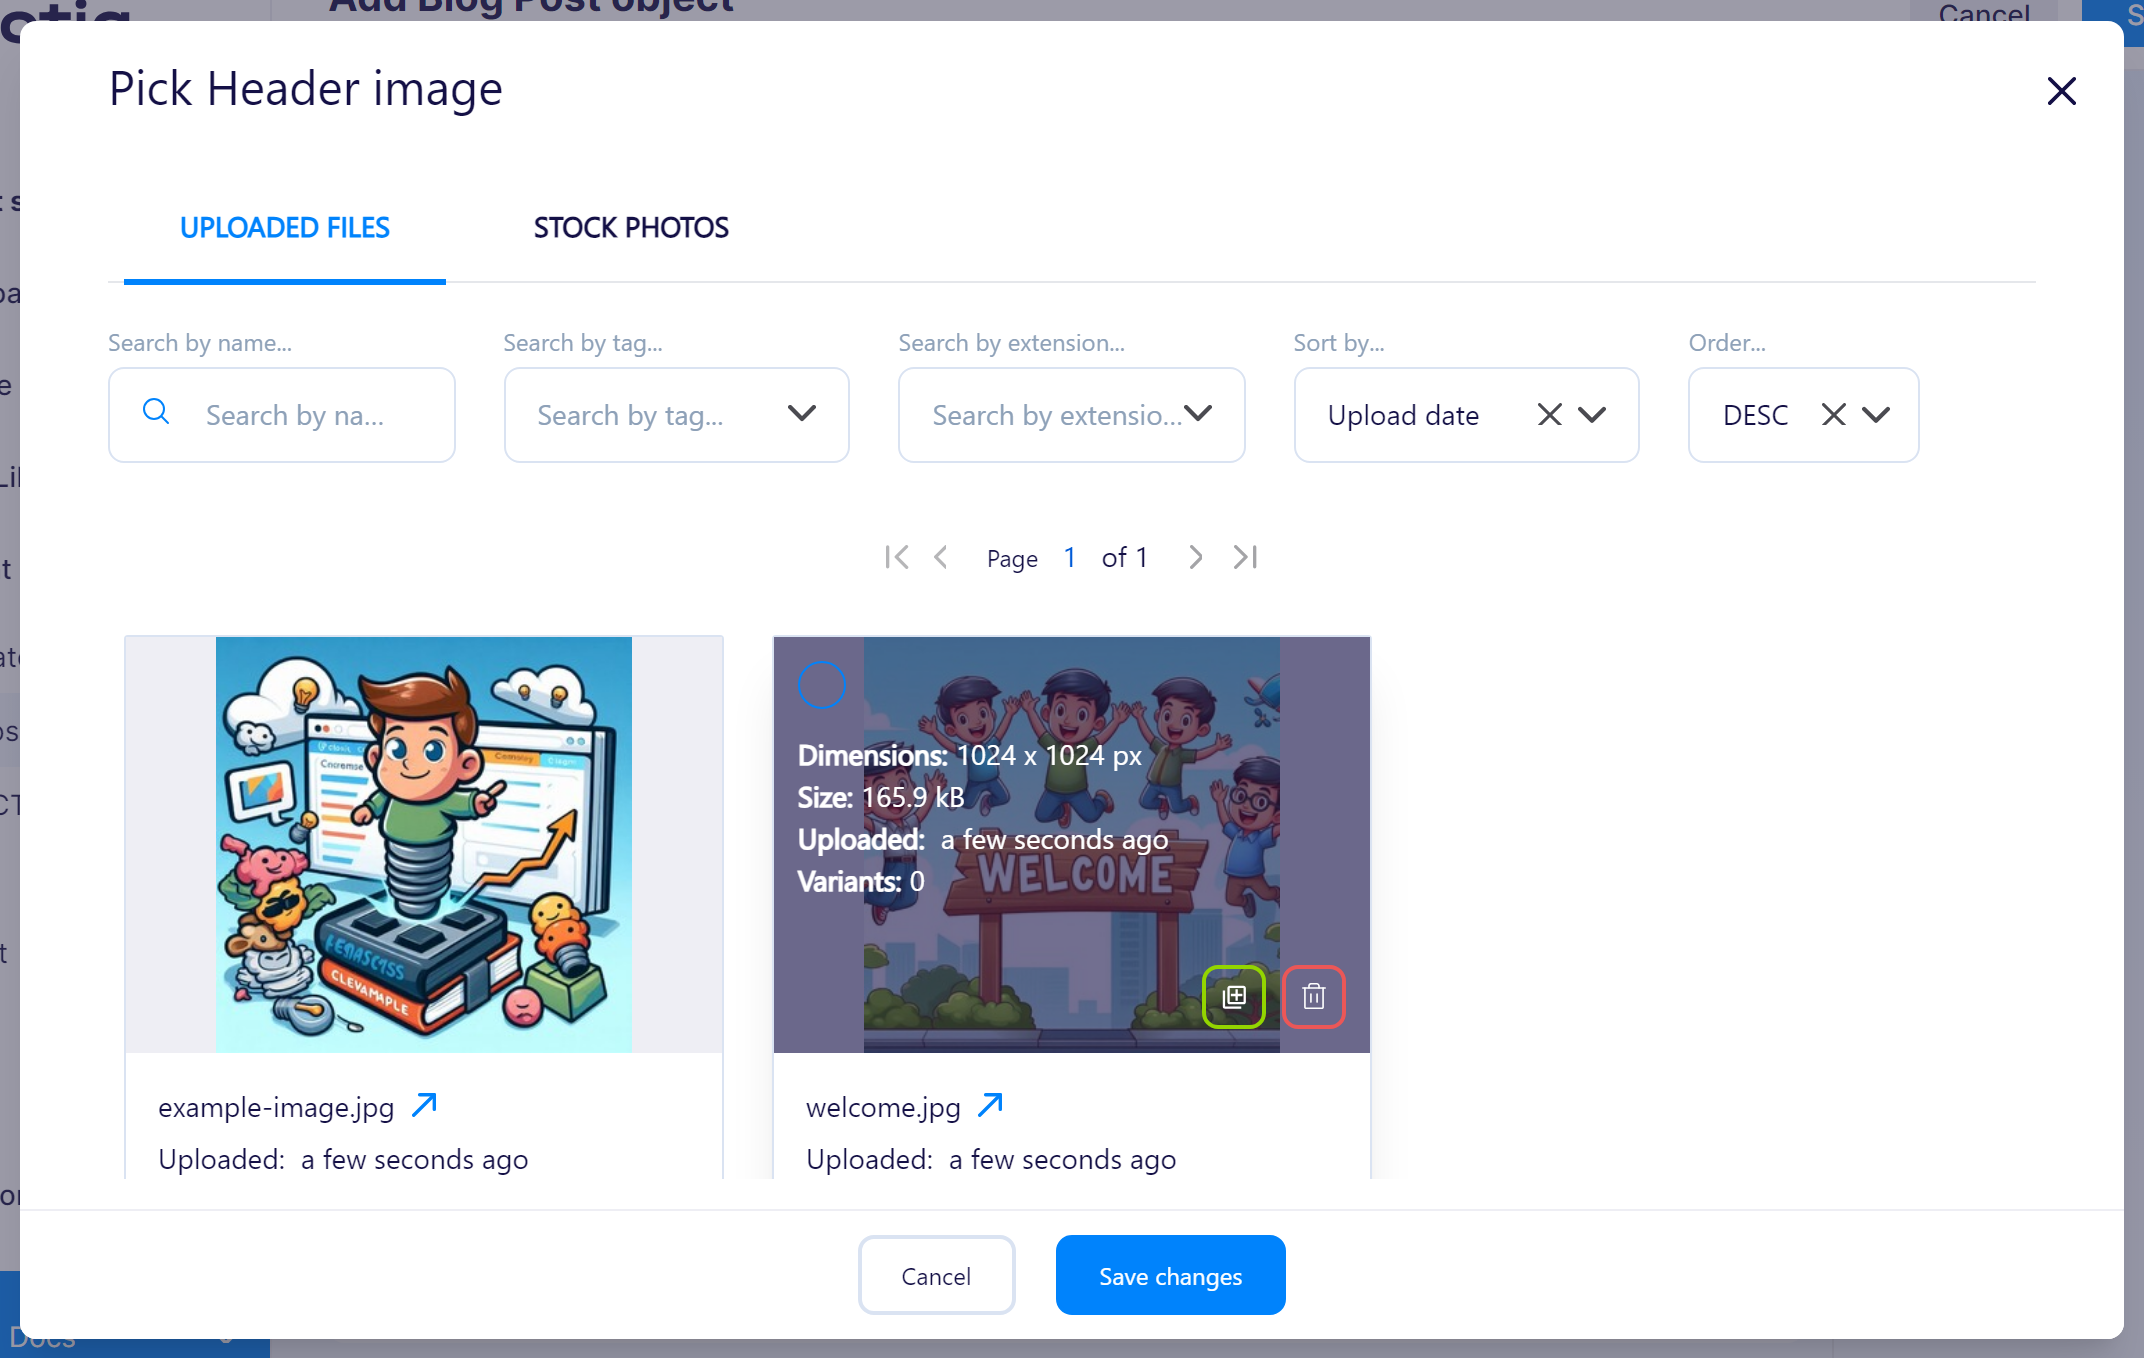 Add Blog Post object
Cancel
Pick Header image
UPLOADED FILES
STOCK PHOTOS
Search by name...
Search by tag...
Search by extension...
Sort by...
Order...
Search by na...
Search by tag...
Search by extensio...
Upload date
DESC
Page 1 of 1
Dimensions: 1024 x 1024 px
Size: 165.9 kB
Uploaded: a few seconds ago
Variants: 0
WELCOME
CLEVAMAPLE
example-image.jpg
welcome.jpg
Uploaded: a few seconds ago
Uploaded: a few seconds ago
Cancel
Save changes
Docs